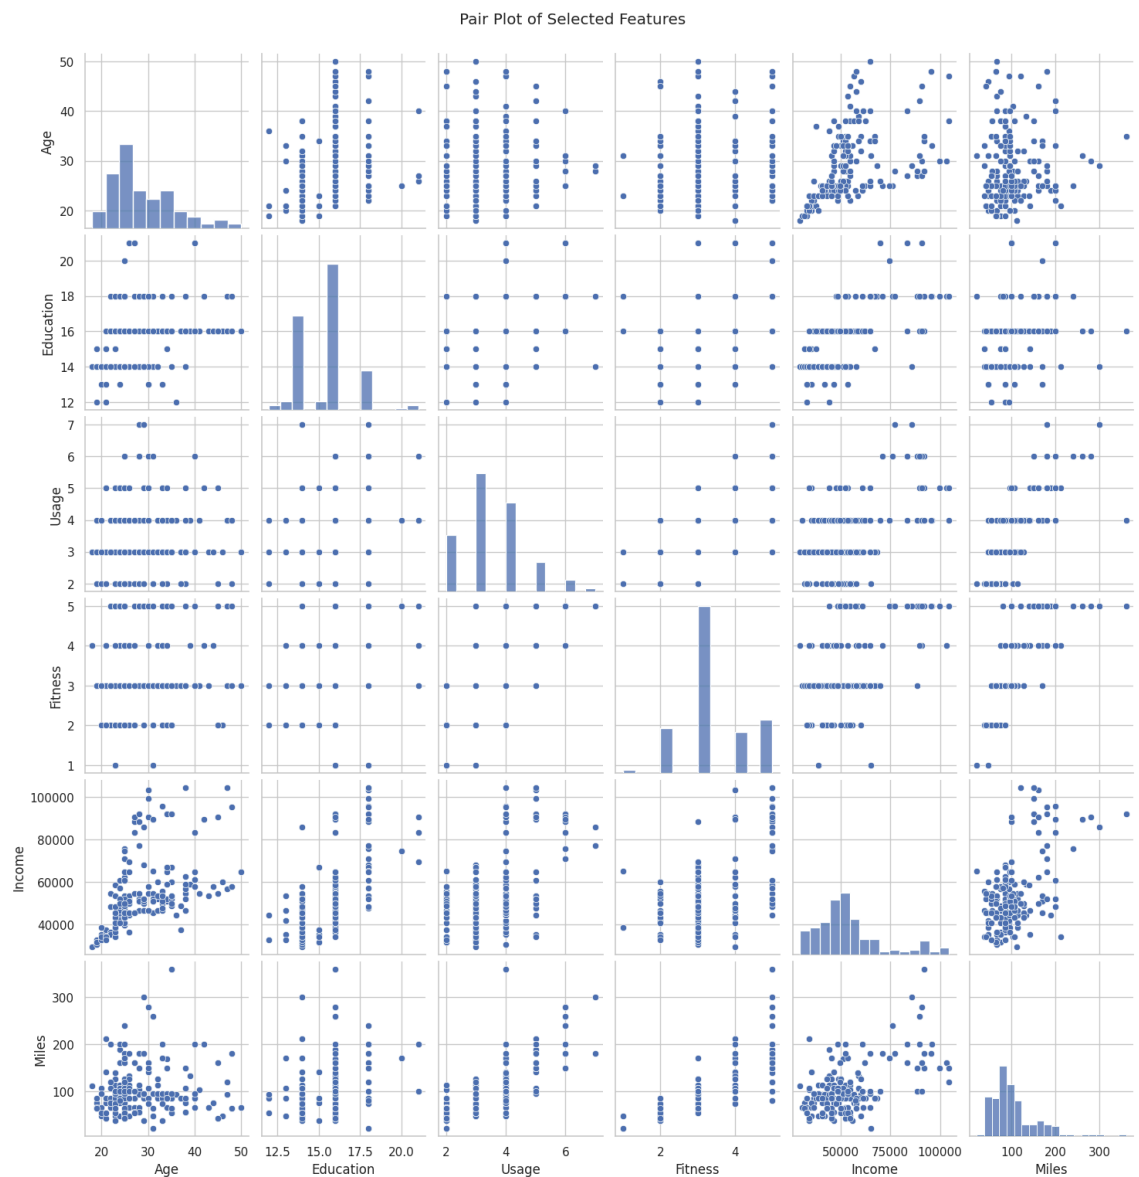 Pair Plot of Selected Features
50
40
30
20
Age
20
18
16
14
12
Education
7
6
5
4
3
2
Usage
5
4
3
2
1
Fitness
100000
80000
60000
40000
Income
300
200
100
Miles
20 30 40 50
12.5 15.0 17.5 20.0
2 4 6
2 4
50000 75000 100000
100 200 300
Age Education Usage Fitness Income Miles